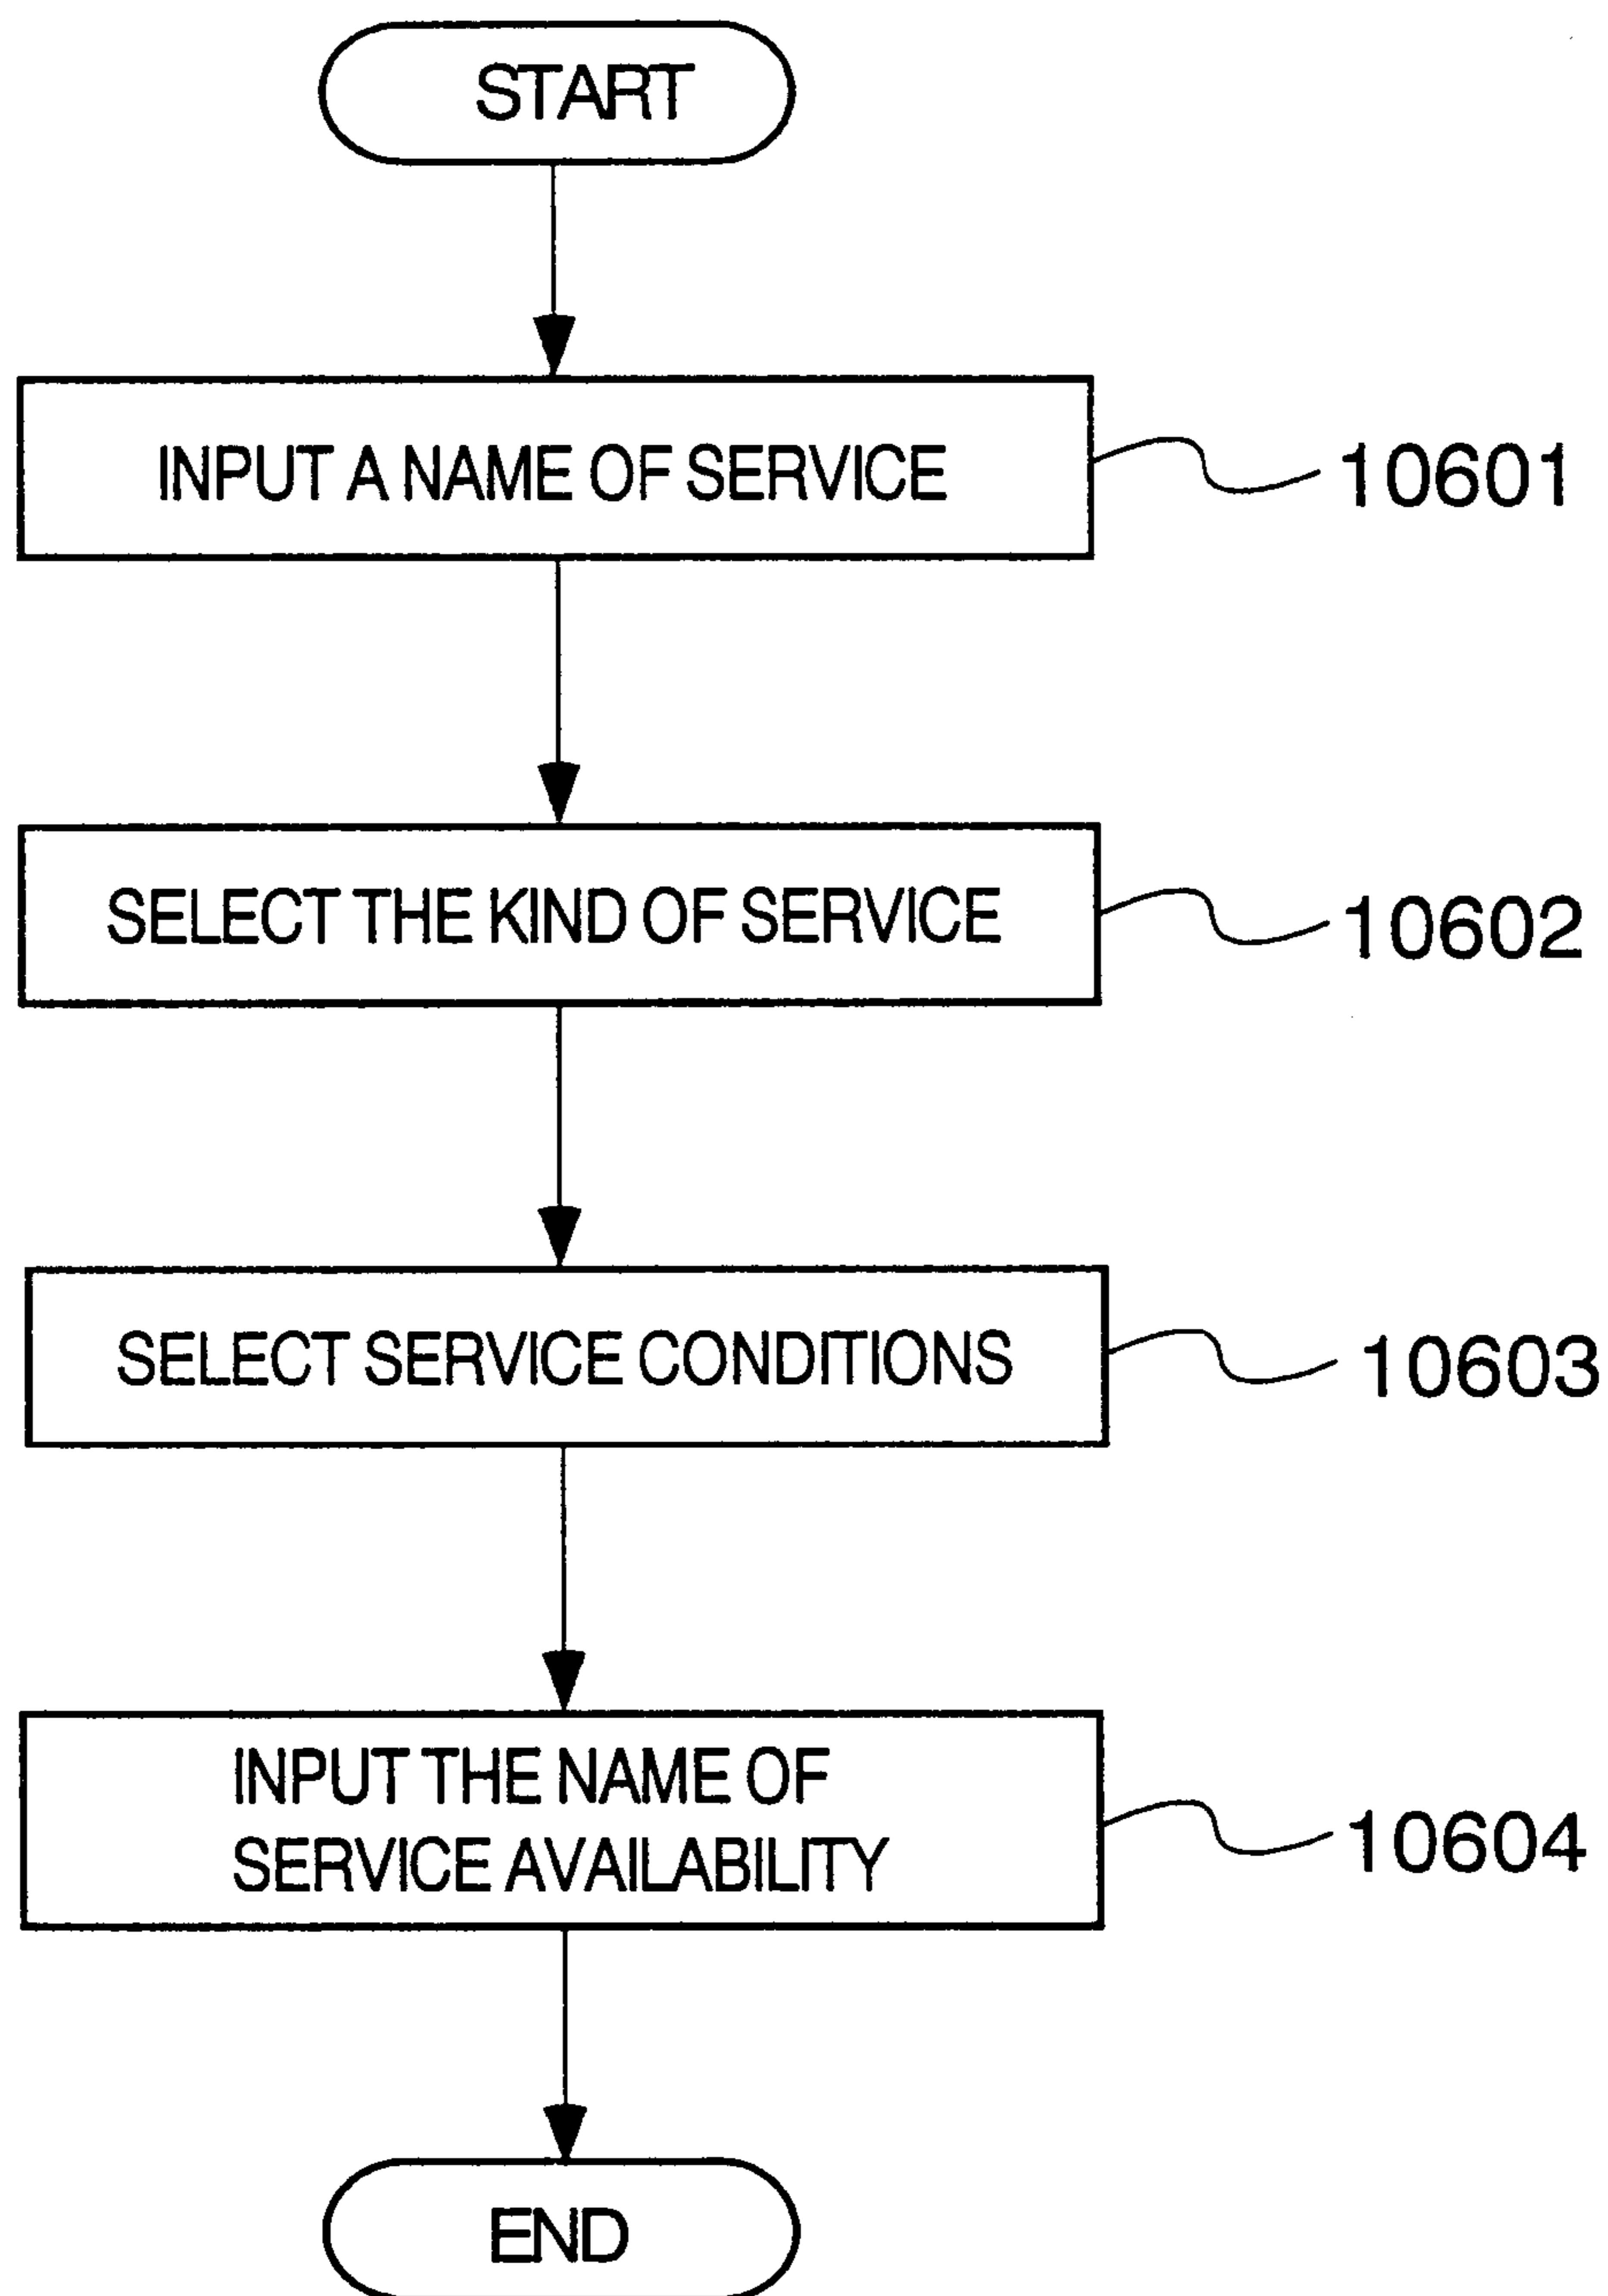 START
INPUT A NAME OF SERVICE
10601
SELECT THE KIND OF SERVICE
10602
SELECT SERVICE CONDITIONS
10603
INPUT THE NAME OF
SERVICE AVAILABILITY
10604
END